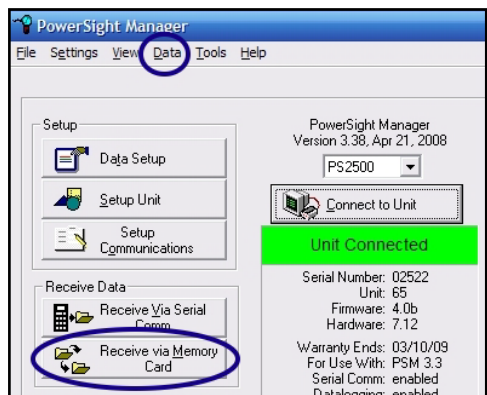 PowerSight Manager
File Settings View Data Tools Help
Setup
Data Setup
Setup Unit
Setup
Communications
Receive Data
Receive Via Serial
Comm
Receive via Memory
Card
PowerSight Manager
Version 3.38, Apr 21, 2008
PS2500
Connect to Unit
Unit Connected
Serial Number: 02522
Unit: 65
Firmware: 4.0b
Hardware: 7.12
Warranty Ends: 03/10/09
For Use With: PSM 3.3
Serial Comm: enabled
Datalogging: enabled